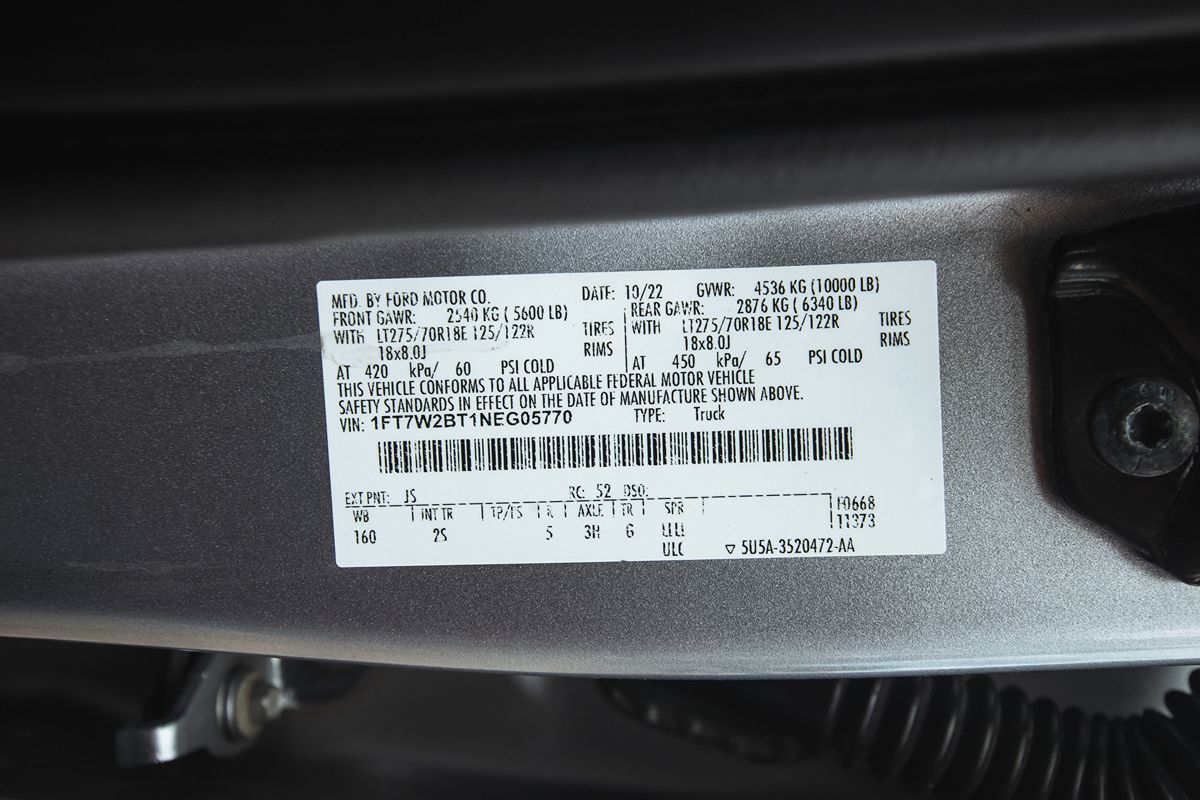 MFD. BY FORD MOTOR CO. DATE: 10/22 GVWR: 4536 KG (10000 LB)
FRONT GAWR: 2540 KG ( 5600 LB) REAR GAWR: 2876 KG ( 6340 LB)
WITH LT275/70R18E 125/122R TIRES WITH LT275/70R18E 125/122R TIRES
18x8.0J RIMS 18x8.0J RIMS
AT 420 kPa/ 60 PSI COLD AT 450 kPa/ 65 PSI COLD
THIS VEHICLE CONFORMS TO ALL APPLICABLE FEDERAL MOTOR VEHICLE
SAFETY STANDARDS IN EFFECT ON THE DATE OF MANUFACTURE SHOWN ABOVE.
VIN: 1FT7W2BT1NEG05770 TYPE: Truck
EXT PNT: JS RC: 52 DSO: F0668
WB INT TR TP/PS R AXLE TR SPR 11373
160 2S 5 3H G
ULC ▽ 5U5A-3520472-AA